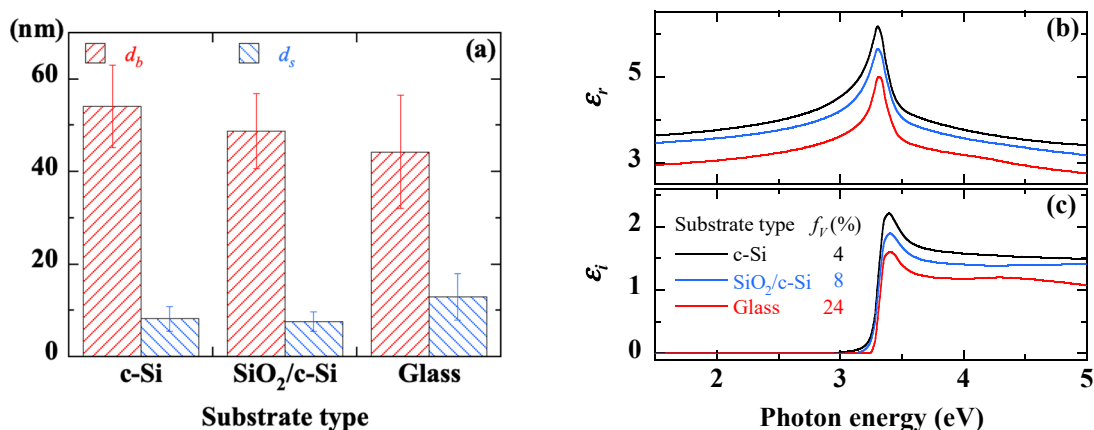 (nm)
(a)
d_b
d_s
60
40
20
0
c-Si
SiO₂/c-Si
Glass
Substrate type
(b)
ε_r
5
3
(c)
ε_i
2
1
0
Substrate type f_V(%)
c-Si 4
SiO₂/c-Si 8
Glass 24
2
3
4
5
Photon energy (eV)